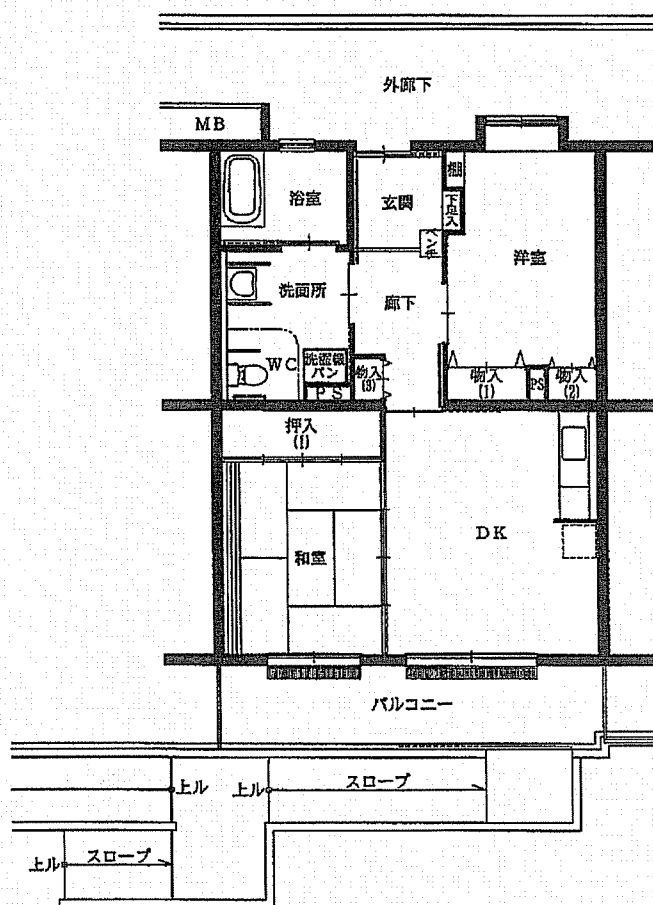 外廊下
MB
浴室
玄関
棚
下足入
ベンチ
洋室
洗面所
廊下
WC
洗濯機
パン
PS
物入
(3)
物入
(1)
PS
物入
(2)
押入
(1)
和室
DK
バルコニー
上ル
上ル
スロープ
上ル
スロープ